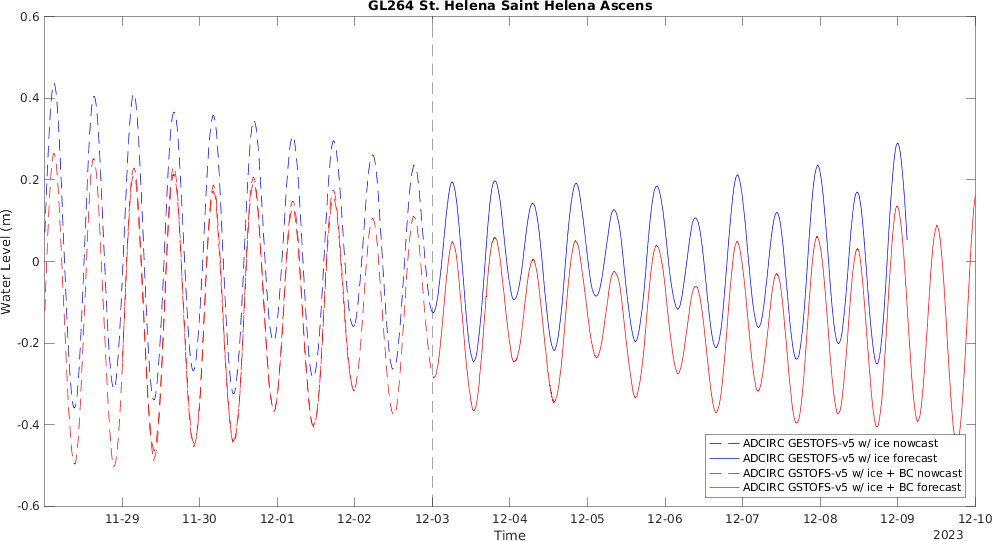 GL264 St. Helena Saint Helena Ascens
0.6
0.4
0.2
0
-0.2
-0.4
-0.6
Water Level (m)
11-29 11-30 12-01 12-02 12-03 12-04 12-05 12-06 12-07 12-08 12-09 12-10
Time
2023
ADCIRC GESTOFS-v5 w/ ice nowcast
ADCIRC GESTOFS-v5 w/ ice forecast
ADCIRC GSTOFS-v5 w/ ice + BC nowcast
ADCIRC GSTOFS-v5 w/ ice + BC forecast